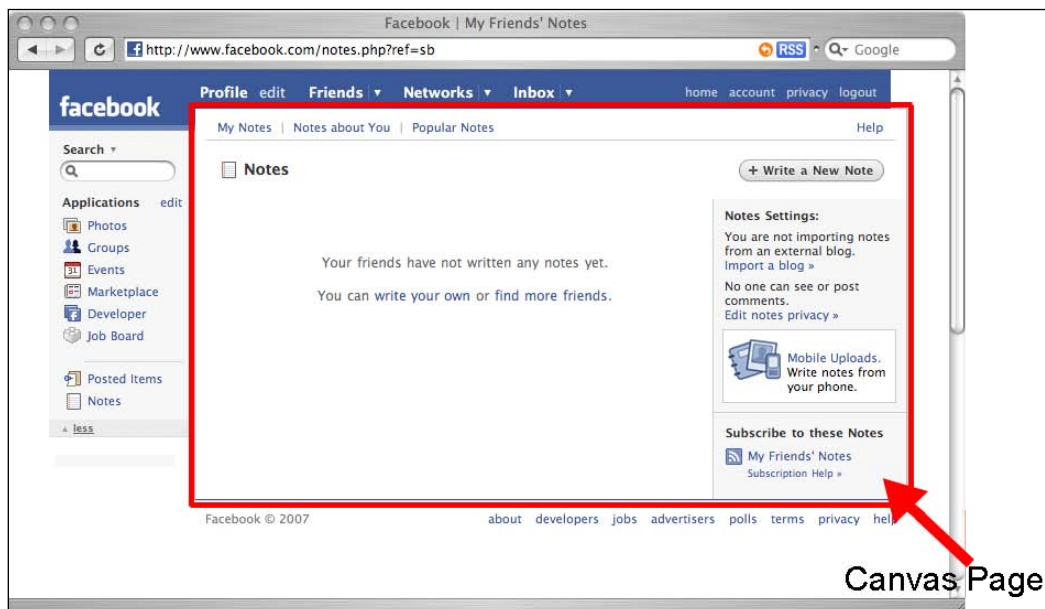 Facebook | My Friends' Notes
http://www.facebook.com/notes.php?ref=sb
RSS
Google
facebook
Profile edit Friends Networks Inbox
home account privacy logout
My Notes | Notes about You | Popular Notes
Help
Search
Notes
+ Write a New Note
Applications edit
Photos
Groups
31 Events
Marketplace
Developer
Job Board
Posted Items
Notes
less
Your friends have not written any notes yet.
You can write your own or find more friends.
Notes Settings:
You are not importing notes
from an external blog.
Import a blog »
No one can see or post
comments.
Edit notes privacy »
Mobile Uploads.
Write notes from
your phone.
Subscribe to these Notes
My Friends' Notes
Subscription Help »
Facebook © 2007
about developers jobs advertisers polls terms privacy help
Canvas Page